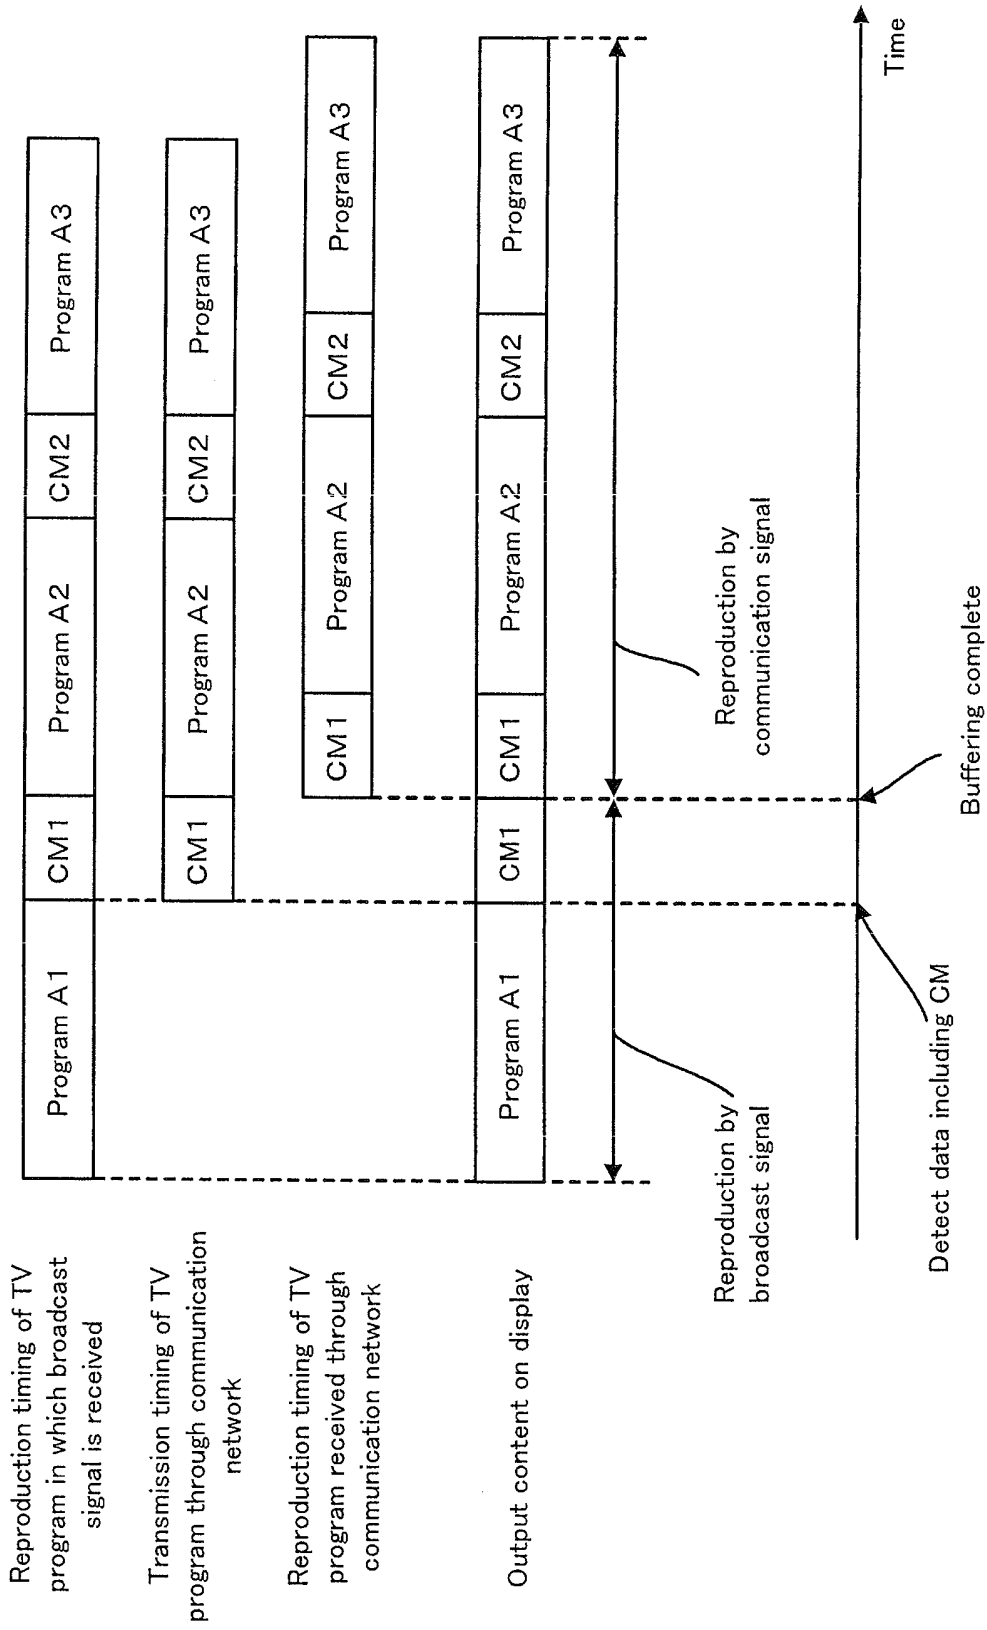 Reproduction timing of TV
program in which broadcast
signal is received
Program A1
CM1
Program A2
CM2
Program A3
Transmission timing of TV
program through communication
network
CM1
Program A2
CM2
Program A3
Reproduction timing of TV
program received through
communication network
CM1
Program A2
CM2
Program A3
Output content on display
Program A1
CM1
CM1
Program A2
CM2
Program A3
Reproduction by
broadcast signal
Reproduction by
communication signal
Time
Detect data including CM
Buffering complete